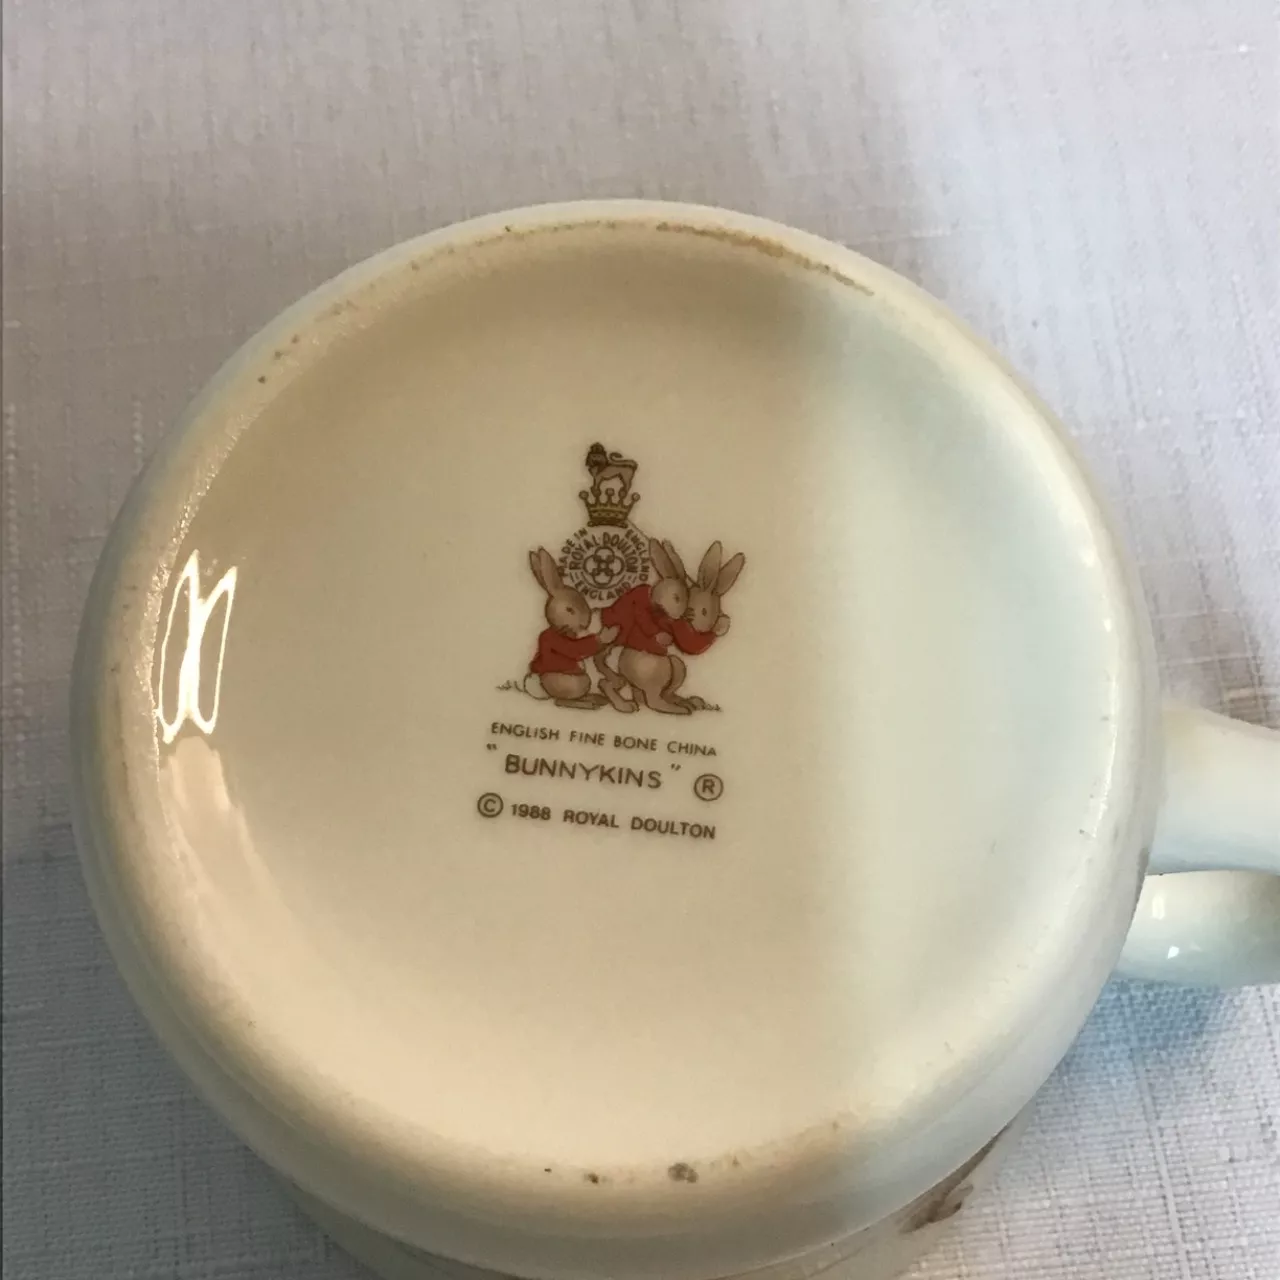 MADE IN ENGLAND
ROYAL DOULTON
ENGLAND
ENGLISH FINE BONE CHINA
"BUNNYKINS" ®
© 1988 ROYAL DOULTON